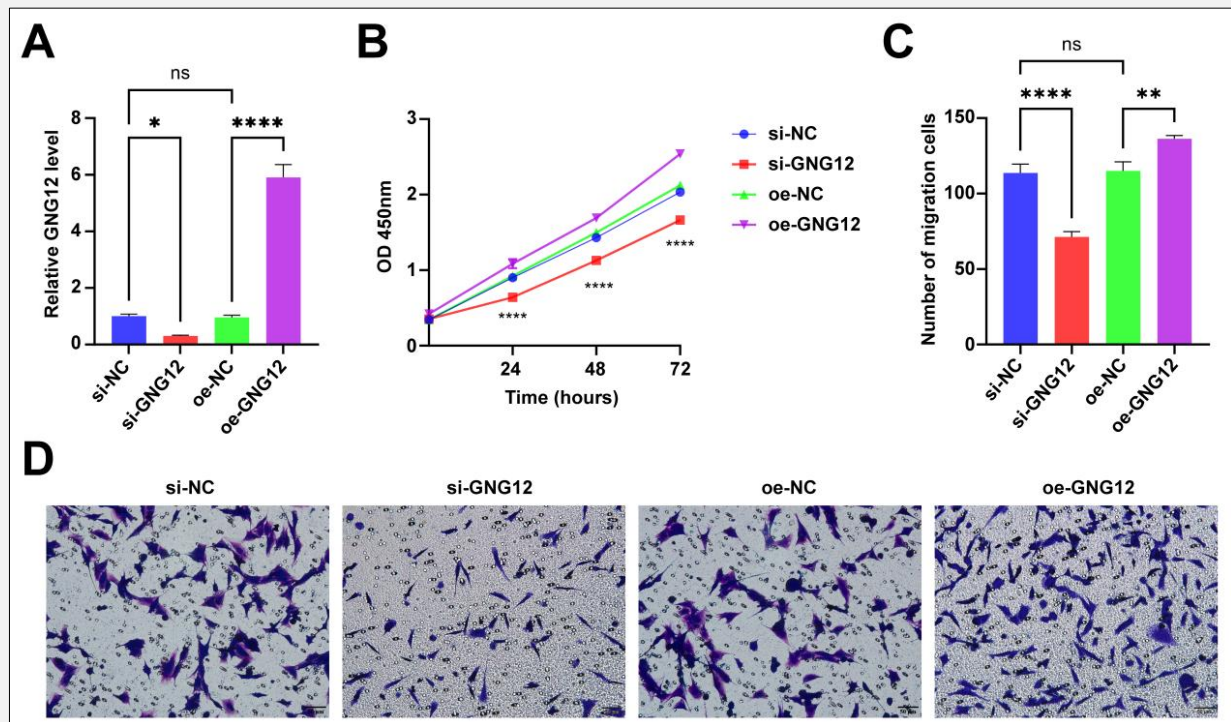 A
ns
*
****
Relative GNG12 level
8
6
4
2
0
si-NC
si-GNG12
oe-NC
oe-GNG12
B
OD 450nm
3
2
1
0
24
48
72
Time (hours)
****
****
****
si-NC
si-GNG12
oe-NC
oe-GNG12
C
ns
****
**
Number of migration cells
150
100
50
0
si-NC
si-GNG12
oe-NC
oe-GNG12
D
si-NC
si-GNG12
oe-NC
oe-GNG12